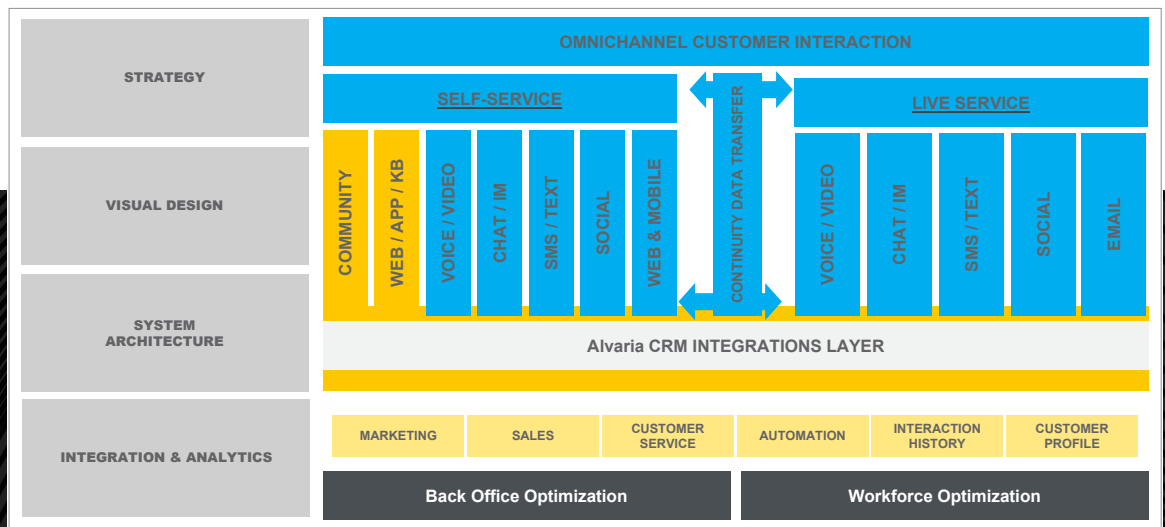 STRATEGY
VISUAL DESIGN
SYSTEM
ARCHITECTURE
INTEGRATION & ANALYTICS
OMNICHANNEL CUSTOMER INTERACTION
SELF-SERVICE
LIVE SERVICE
COMMUNITY
WEB / APP / KB
VOICE / VIDEO
CHAT / IM
SMS / TEXT
SOCIAL
WEB & MOBILE
CONTINUITY DATA TRANSFER
VOICE / VIDEO
CHAT / IM
SMS / TEXT
SOCIAL
EMAIL
Alvaria CRM INTEGRATIONS LAYER
MARKETING
SALES
CUSTOMER
SERVICE
AUTOMATION
INTERACTION
HISTORY
CUSTOMER
PROFILE
Back Office Optimization
Workforce Optimization